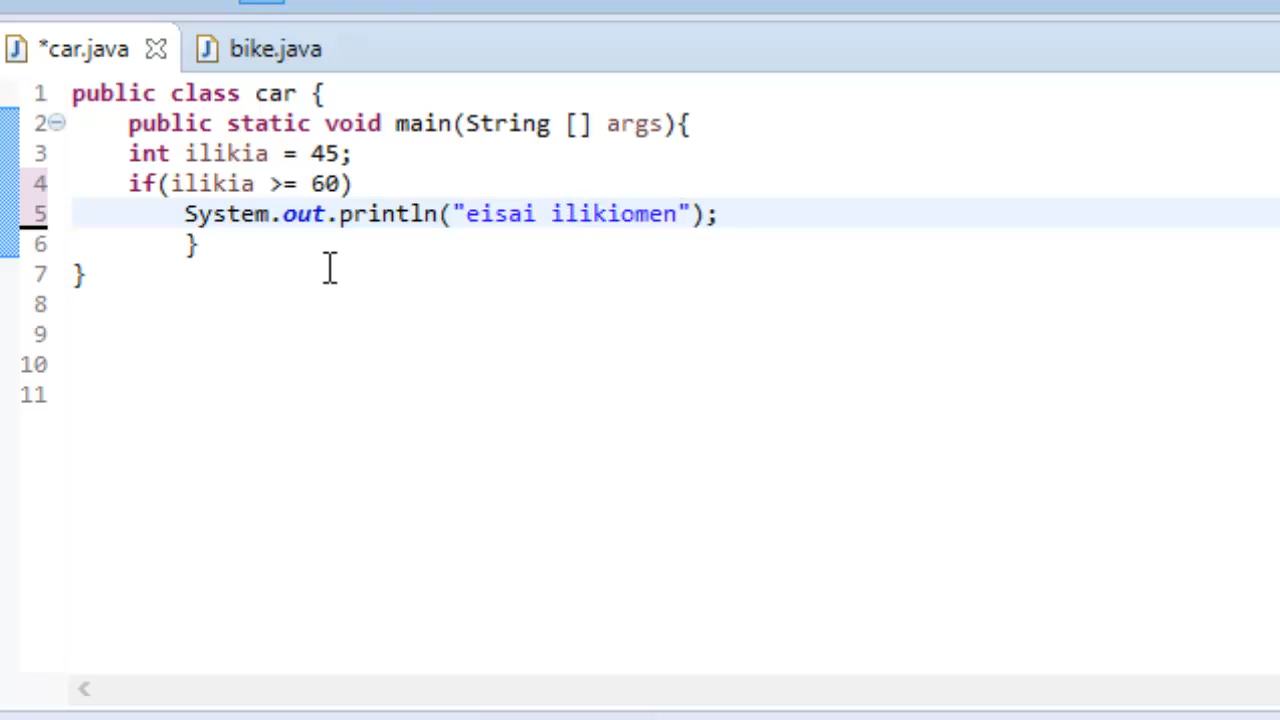 *car.java bike.java
1 public class car {
2 public static void main(String [] args){
3 int ilikia = 45;
4 if(ilikia >= 60)
5 System.out.println("eisai ilikiomen");
6 }
7 }
8
9
10
11